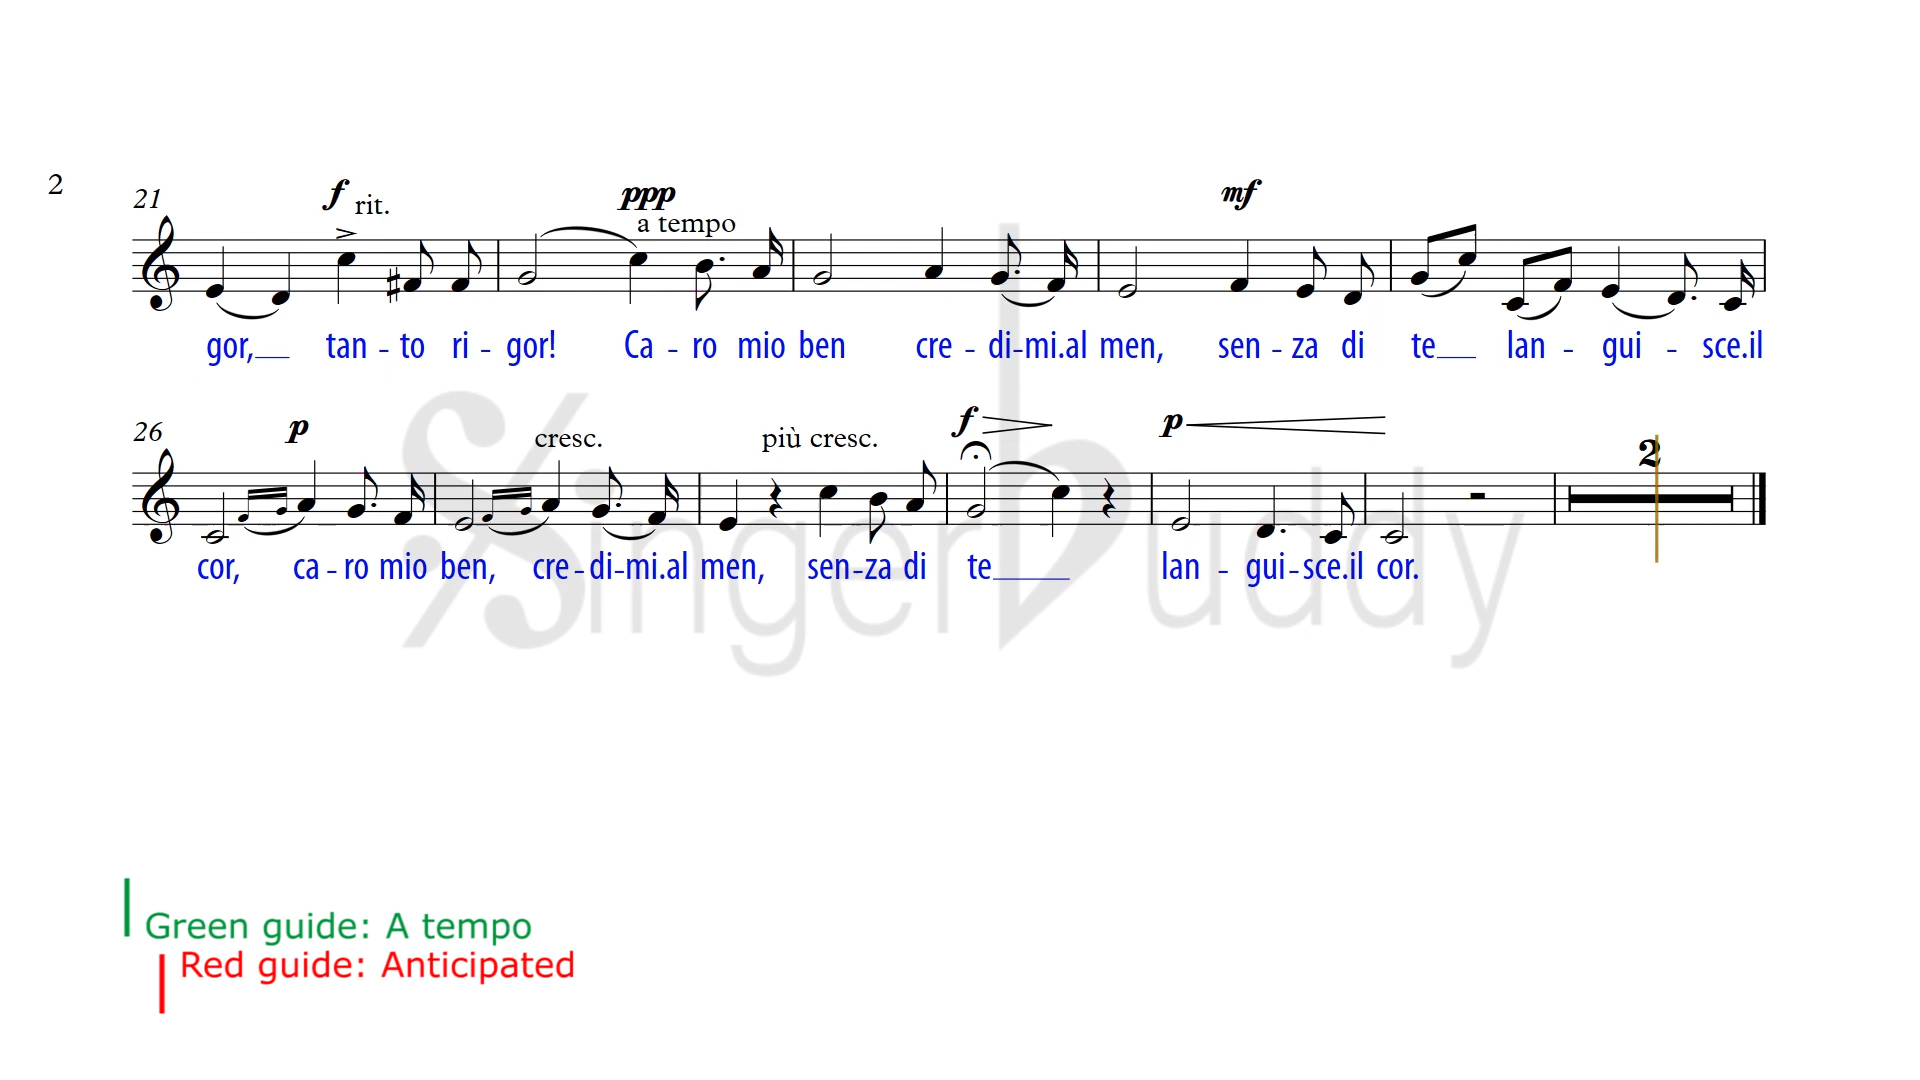 2
21 f rit. ppp a tempo mf
gor,__ tan - to ri - gor! Ca - ro mio ben cre - di-mi.al men, sen - za di te__ lan - gui - sce.il
26 p cresc. più cresc. f p 2
cor, ca - ro mio ben, cre - di-mi.al men, sen-za di te____ lan - gui-sce.il cor.
Singerbuddy
Green guide: A tempo
Red guide: Anticipated